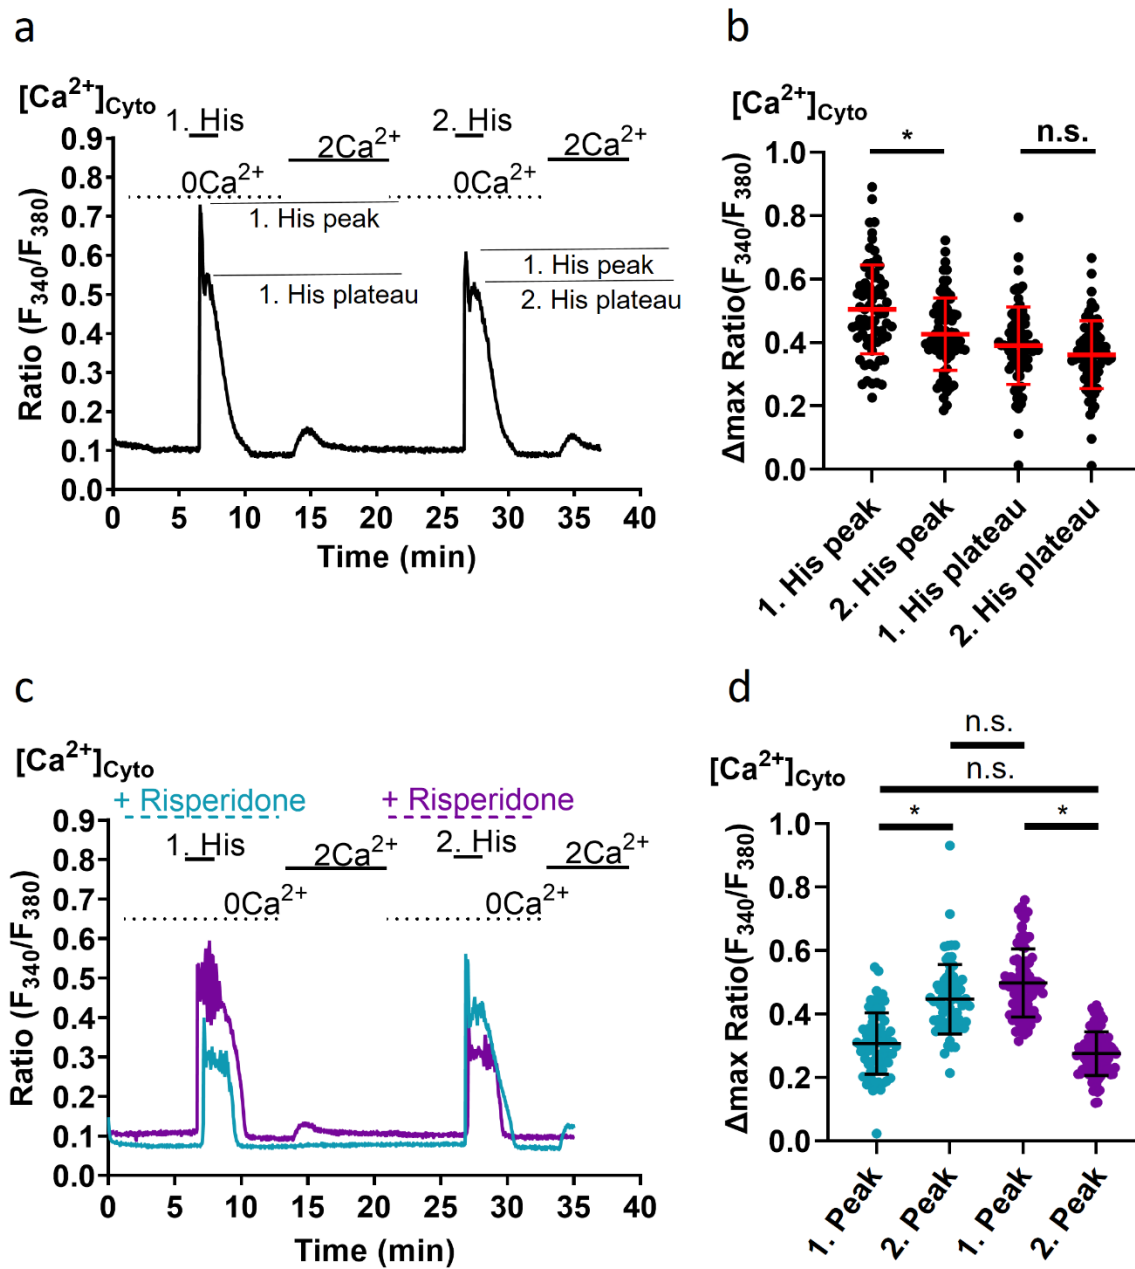 a
[Ca²⁺]Cyto
1. His
2. His
2Ca²⁺
2Ca²⁺
0Ca²⁺
0Ca²⁺
1. His peak
1. His plateau
1. His peak
2. His plateau
Ratio (F₃₄₀/F₃₈₀)
0.9
0.8
0.7
0.6
0.5
0.4
0.3
0.2
0.1
0.0
0 5 10 15 20 25 30 35 40
Time (min)
b
[Ca²⁺]Cyto
* n.s.
Δmax Ratio(F₃₄₀/F₃₈₀)
1.0
0.8
0.6
0.4
0.2
0.0
1. His peak
2. His peak
1. His plateau
2. His plateau
c
[Ca²⁺]Cyto
+ Risperidone
+ Risperidone
1. His
2. His
2Ca²⁺
2Ca²⁺
0Ca²⁺
0Ca²⁺
Ratio (F₃₄₀/F₃₈₀)
0.9
0.8
0.7
0.6
0.5
0.4
0.3
0.2
0.1
0.0
0 5 10 15 20 25 30 35 40
Time (min)
d
n.s.
[Ca²⁺]Cyto
n.s.
* *
Δmax Ratio(F₃₄₀/F₃₈₀)
1.0
0.8
0.6
0.4
0.2
0.0
1. Peak
2. Peak
1. Peak
2. Peak